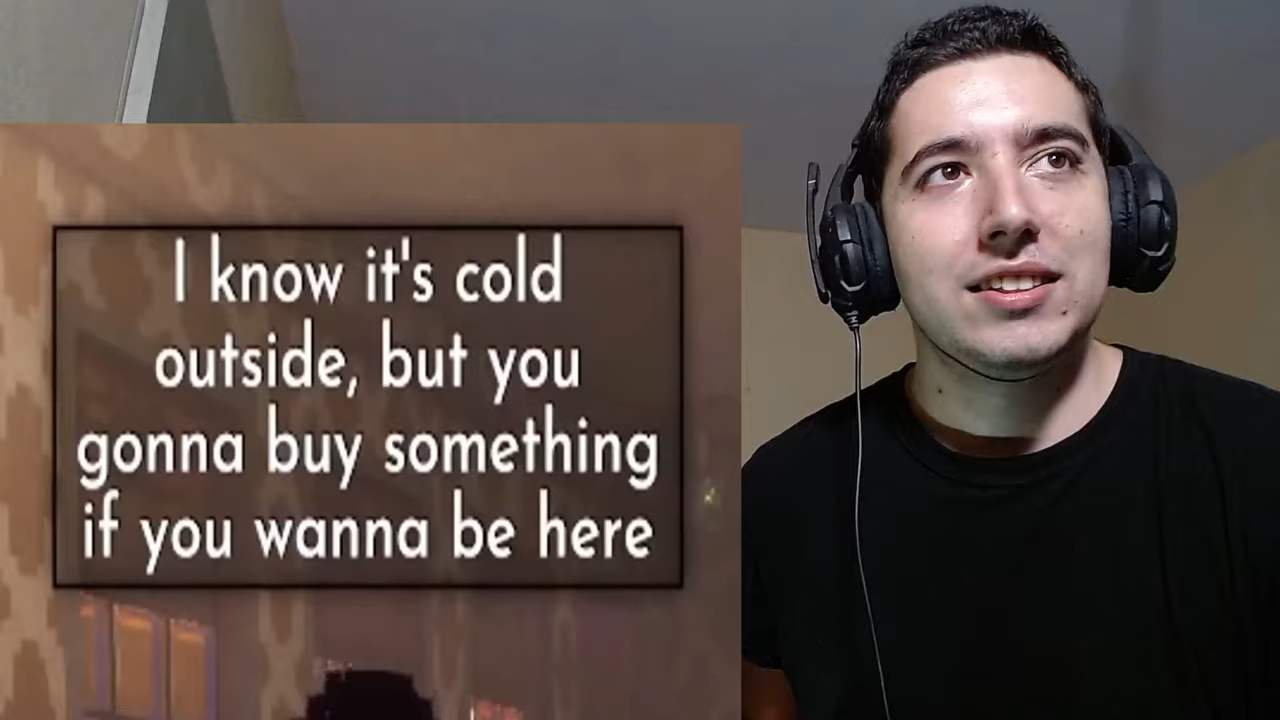 I know it's cold
outside, but you
gonna buy something
if you wanna be here